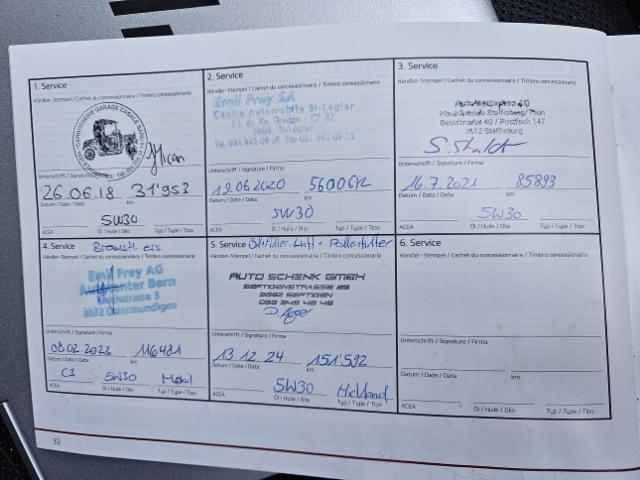 1. Service
Händler-Stempel / Cachet du concessionnaire / Timbro concessionario
CARROSSERIE GARAGE
Unterschrift / Signature / Firma
26.06.18 31'953
Datum / Date / Data km
5W30
ACEA Öl / Huile / Olio Typ / Type / Tipo
2. Service
Händler-Stempel / Cachet du concessionnaire / Timbro concessionario
Emil Frey SA
Centre Automobile St-Légier
1806 St-Légier
Unterschrift / Signature / Firma
12.06.2020 56006
Datum / Date / Data km
5W30
ACEA Öl / Huile / Olio Typ / Type / Tipo
3. Service
Händler-Stempel / Cachet du concessionnaire / Timbro concessionario
Bernstrasse 40 / Postfach 147
3612 Steffisburg
Unterschrift / Signature / Firma
16.7.2021 85893
Datum / Date / Data km
5W30
ACEA Öl / Huile / Olio Typ / Type / Tipo
4. Service
Händler-Stempel / Cachet du concessionnaire / Timbro concessionario
Emil Frey AG
Autocenter Bern
3072 Ostermundigen
Unterschrift / Signature / Firma
08.02.2023 116481
Datum / Date / Data km
C3 5W30 Mobil
ACEA Öl / Huile / Olio Typ / Type / Tipo
5. Service Ölfilter, Luft + Pollenfilter
Händler-Stempel / Cachet du concessionnaire / Timbro concessionario
AUTO SCHENK GMBH
SEFTIGENSTRASSE
3662 SEFTIGEN
033 345 48 48
Unterschrift / Signature / Firma
13.12.24 151'592
Datum / Date / Data km
5W30
ACEA Öl / Huile / Olio Typ / Type / Tipo
6. Service
Händler-Stempel / Cachet du concessionnaire / Timbro concessionario
Unterschrift / Signature / Firma
Datum / Date / Data km
ACEA Öl / Huile / Olio Typ / Type / Tipo
32